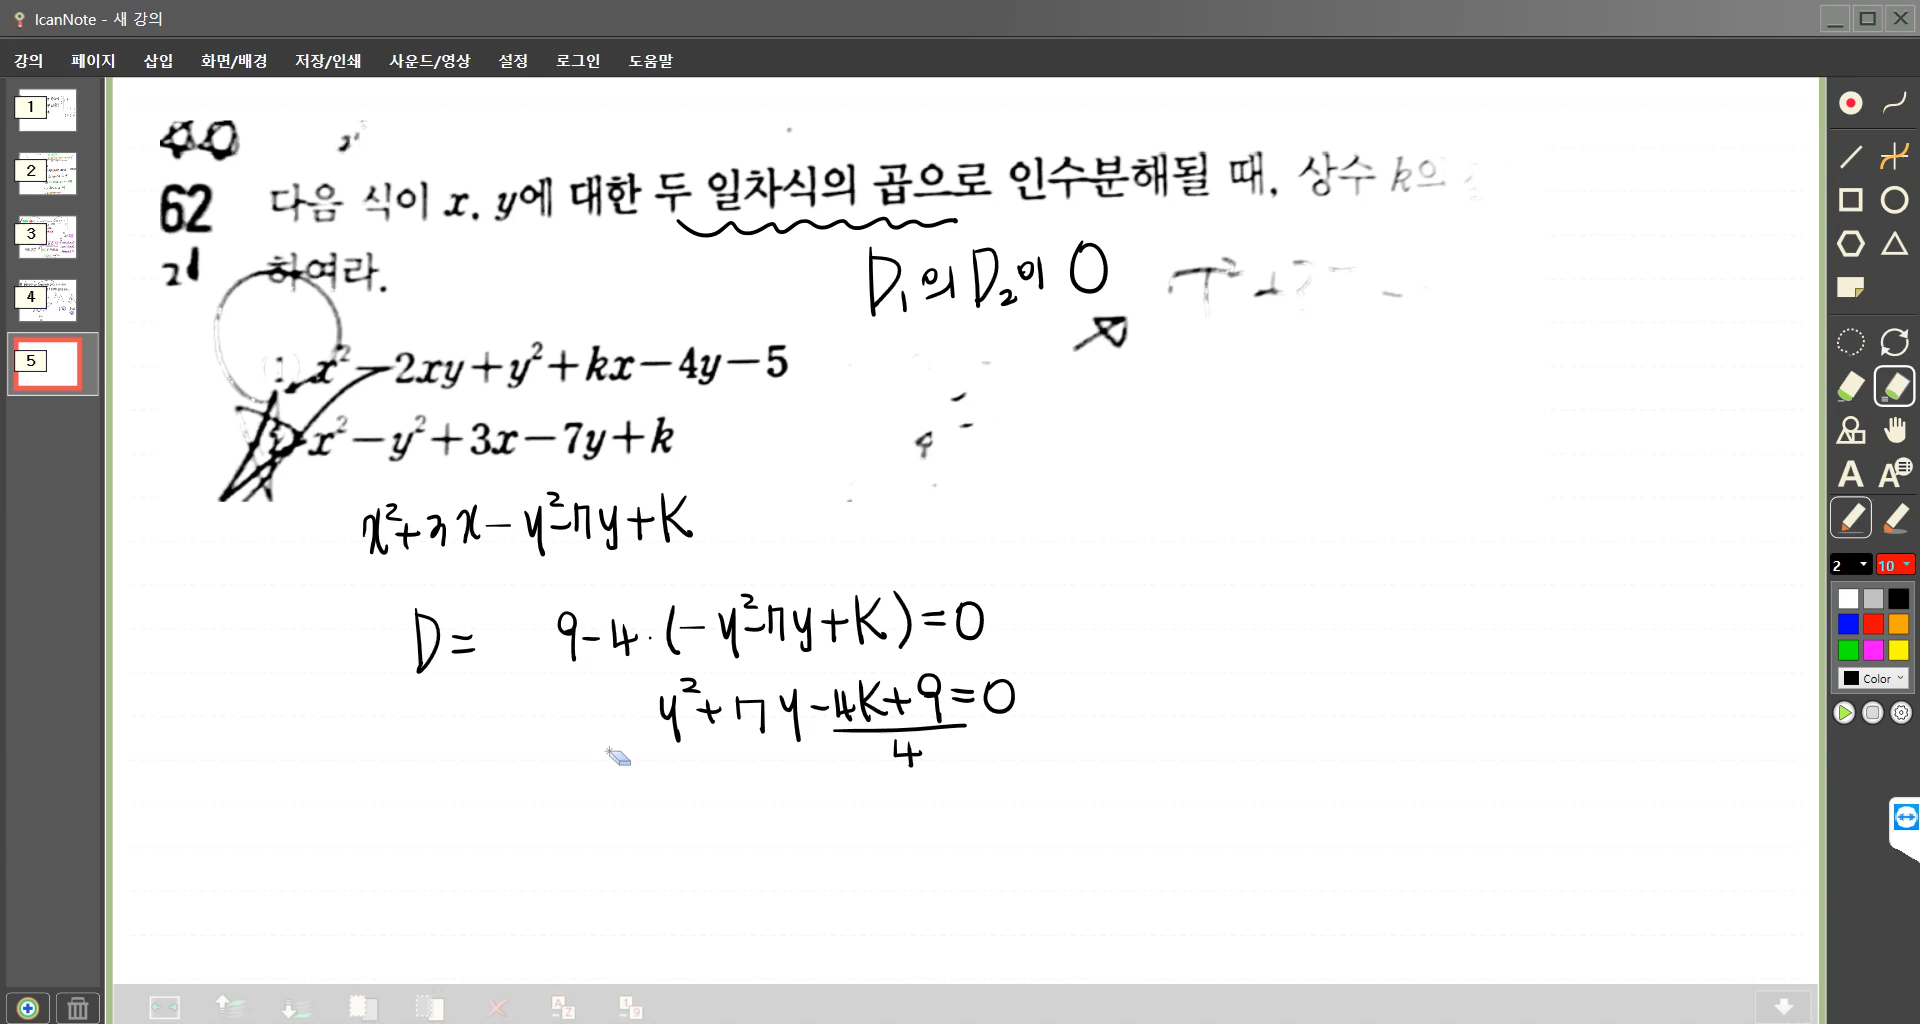 IcanNote - 새 강의
강의 페이지 삽입 화면/배경 저장/인쇄 사운드/영상 설정 로그인 도움말
1
2
3
4
5
62 다음 식이 x, y에 대한 두 일차식의 곱으로 인수분해될 때, 상수 k의
하여라.
D₁의 D₂이 0
x²-2xy+y²+kx-4y-5
x²-y²+3x-7y+k
x²+3x-y²-7y+K
D= 9-4·(-y²-7y+K)=0
y²+7y-(4K+9)/4=0
2 10
Color